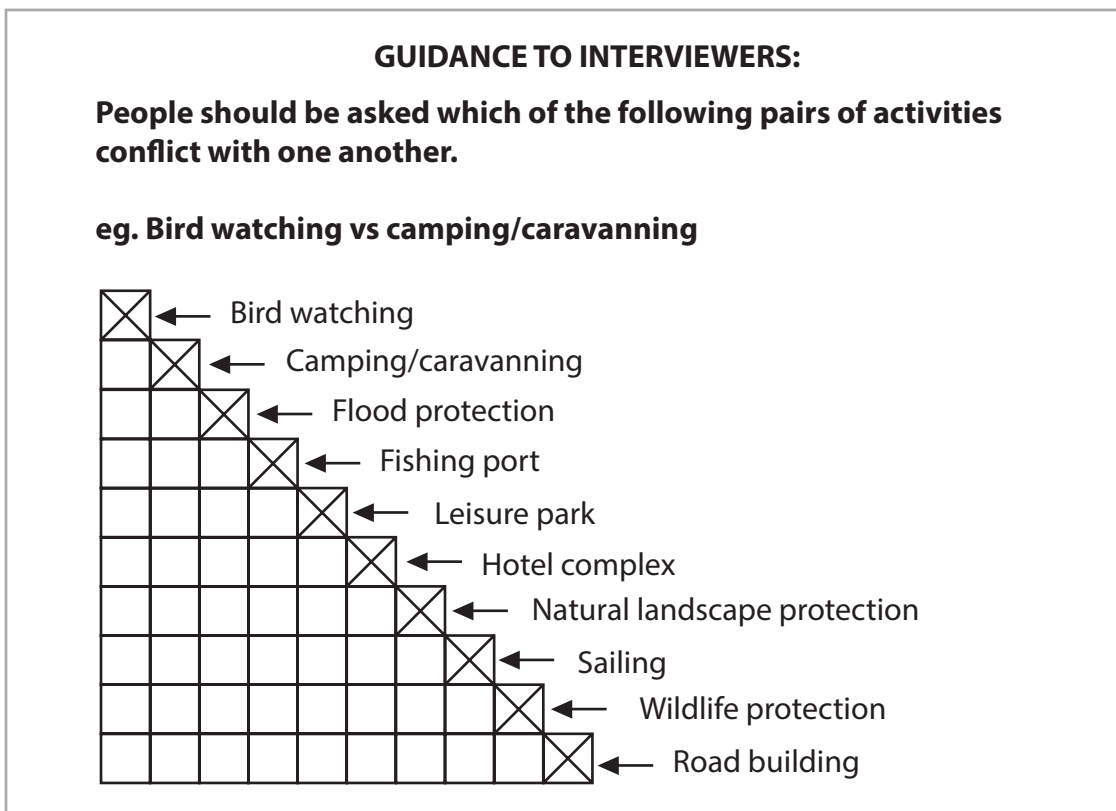 GUIDANCE TO INTERVIEWERS:
People should be asked which of the following pairs of activities
conflict with one another.
eg. Bird watching vs camping/caravanning
Bird watching
Camping/caravanning
Flood protection
Fishing port
Leisure park
Hotel complex
Natural landscape protection
Sailing
Wildlife protection
Road building